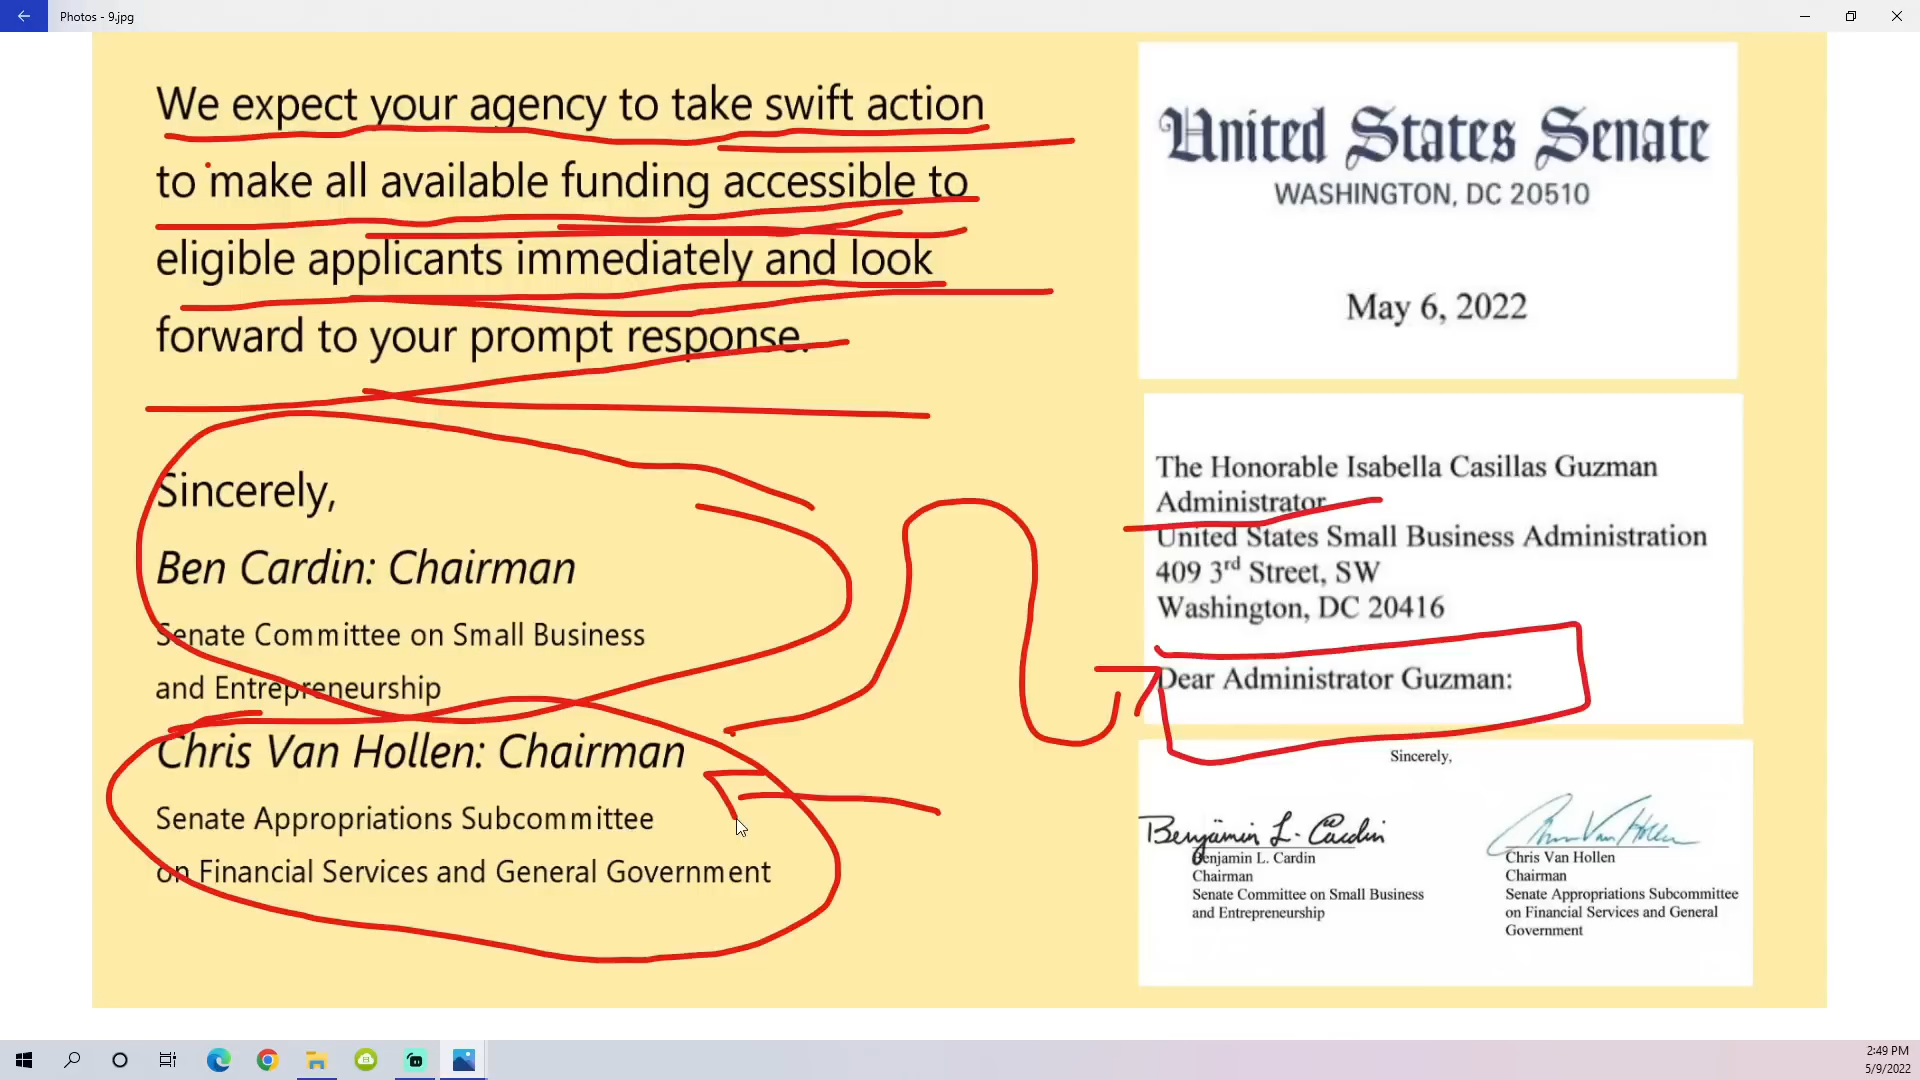 Photos - 9.jpg
We expect your agency to take swift action
to make all available funding accessible to
eligible applicants immediately and look
forward to your prompt response.
Sincerely,
Ben Cardin: Chairman
Senate Committee on Small Business
and Entrepreneurship
Chris Van Hollen: Chairman
Senate Appropriations Subcommittee
on Financial Services and General Government
United States Senate
WASHINGTON, DC 20510
May 6, 2022
The Honorable Isabella Casillas Guzman
Administrator
United States Small Business Administration
409 3rd Street, SW
Washington, DC 20416
Dear Administrator Guzman:
Sincerely,
Benjamin L. Cardin
Benjamin L. Cardin
Chairman
Senate Committee on Small Business
and Entrepreneurship
Chris Van Hollen
Chris Van Hollen
Chairman
Senate Appropriations Subcommittee
on Financial Services and General
Government
2:49 PM
5/9/2022